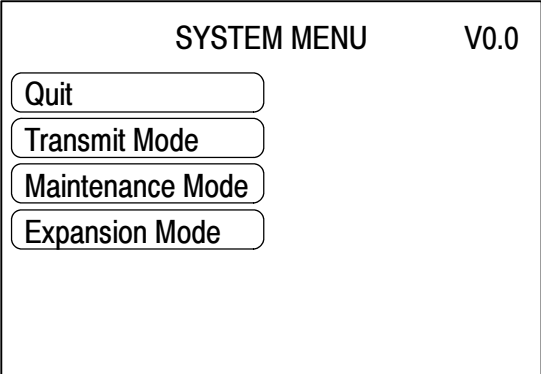 SYSTEM MENU V0.0
Quit
Transmit Mode
Maintenance Mode
Expansion Mode